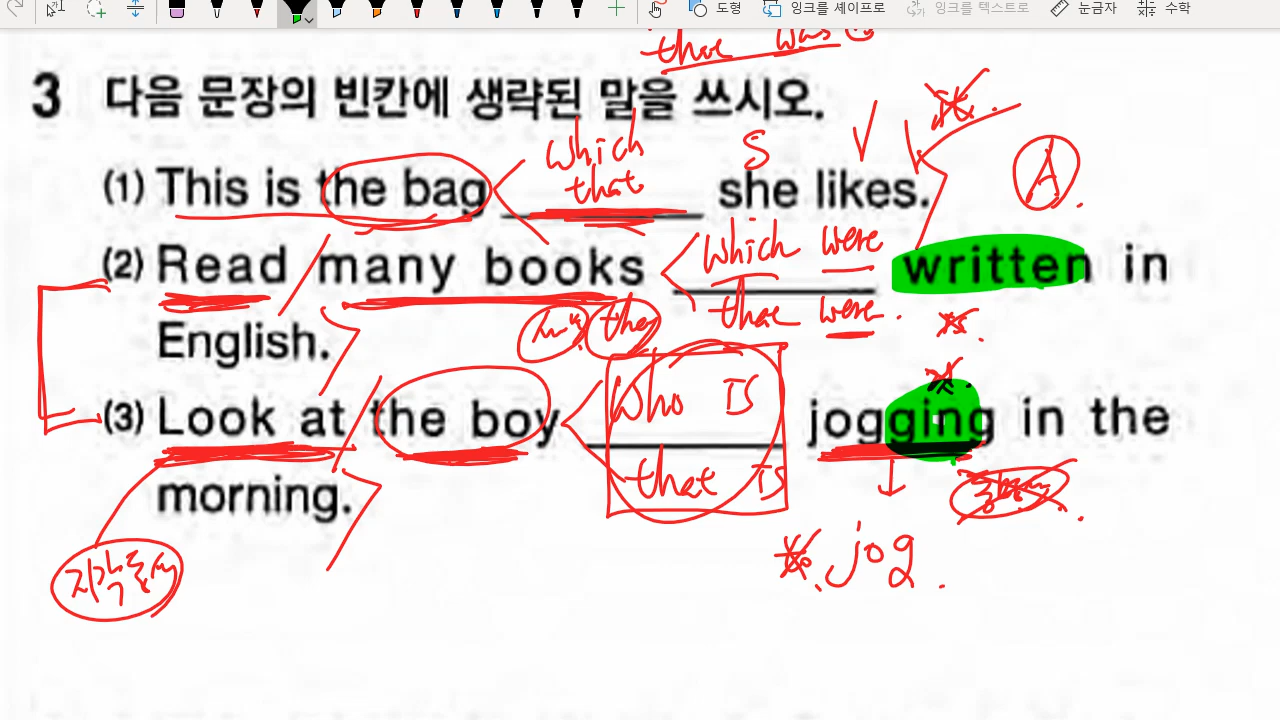 도형 잉크를 셰이프로 잉크를 텍스트로 눈금자 수학
that was
3 다음 문장의 빈칸에 생략된 말을 쓰시오.
which
that
S V
(1) This is the bag she likes.
A
which were
(2) Read many books written in
that were.
they
English.
who is
(3) Look at the boy jogging in the
that is
morning.
지각동사
jog.